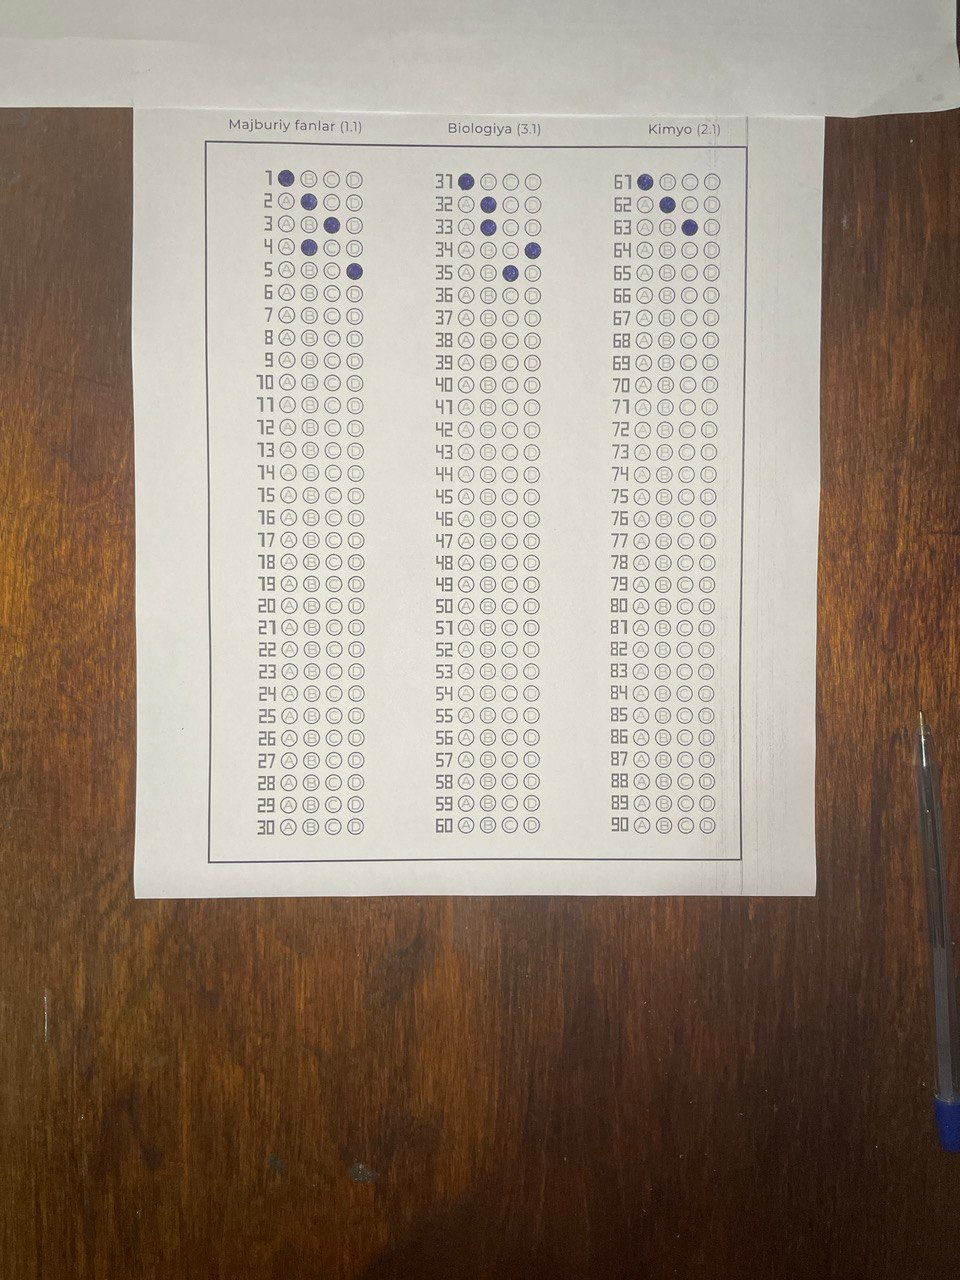 Majburiy fanlar (1.1) Biologiya (3.1) Kimyo (2.1)
1 B C D 31 B C D 61 B C D
2 A C D 32 A C D 62 A C D
3 A B D 33 A C D 63 A B D
4 A C D 34 A B C 64 A B C D
5 A B C 35 A B D 65 A B C D
6 A B C D 36 A B C D 66 A B C D
7 A B C D 37 A B C D 67 A B C D
8 A B C D 38 A B C D 68 A B C D
9 A B C D 39 A B C D 69 A B C D
10 A B C D 40 A B C D 70 A B C D
11 A B C D 41 A B C D 71 A B C D
12 A B C D 42 A B C D 72 A B C D
13 A B C D 43 A B C D 73 A B C D
14 A B C D 44 A B C D 74 A B C D
15 A B C D 45 A B C D 75 A B C D
16 A B C D 46 A B C D 76 A B C D
17 A B C D 47 A B C D 77 A B C D
18 A B C D 48 A B C D 78 A B C D
19 A B C D 49 A B C D 79 A B C D
20 A B C D 50 A B C D 80 A B C D
21 A B C D 51 A B C D 81 A B C D
22 A B C D 52 A B C D 82 A B C D
23 A B C D 53 A B C D 83 A B C D
24 A B C D 54 A B C D 84 A B C D
25 A B C D 55 A B C D 85 A B C D
26 A B C D 56 A B C D 86 A B C D
27 A B C D 57 A B C D 87 A B C D
28 A B C D 58 A B C D 88 A B C D
29 A B C D 59 A B C D 89 A B C D
30 A B C D 60 A B C D 90 A B C D